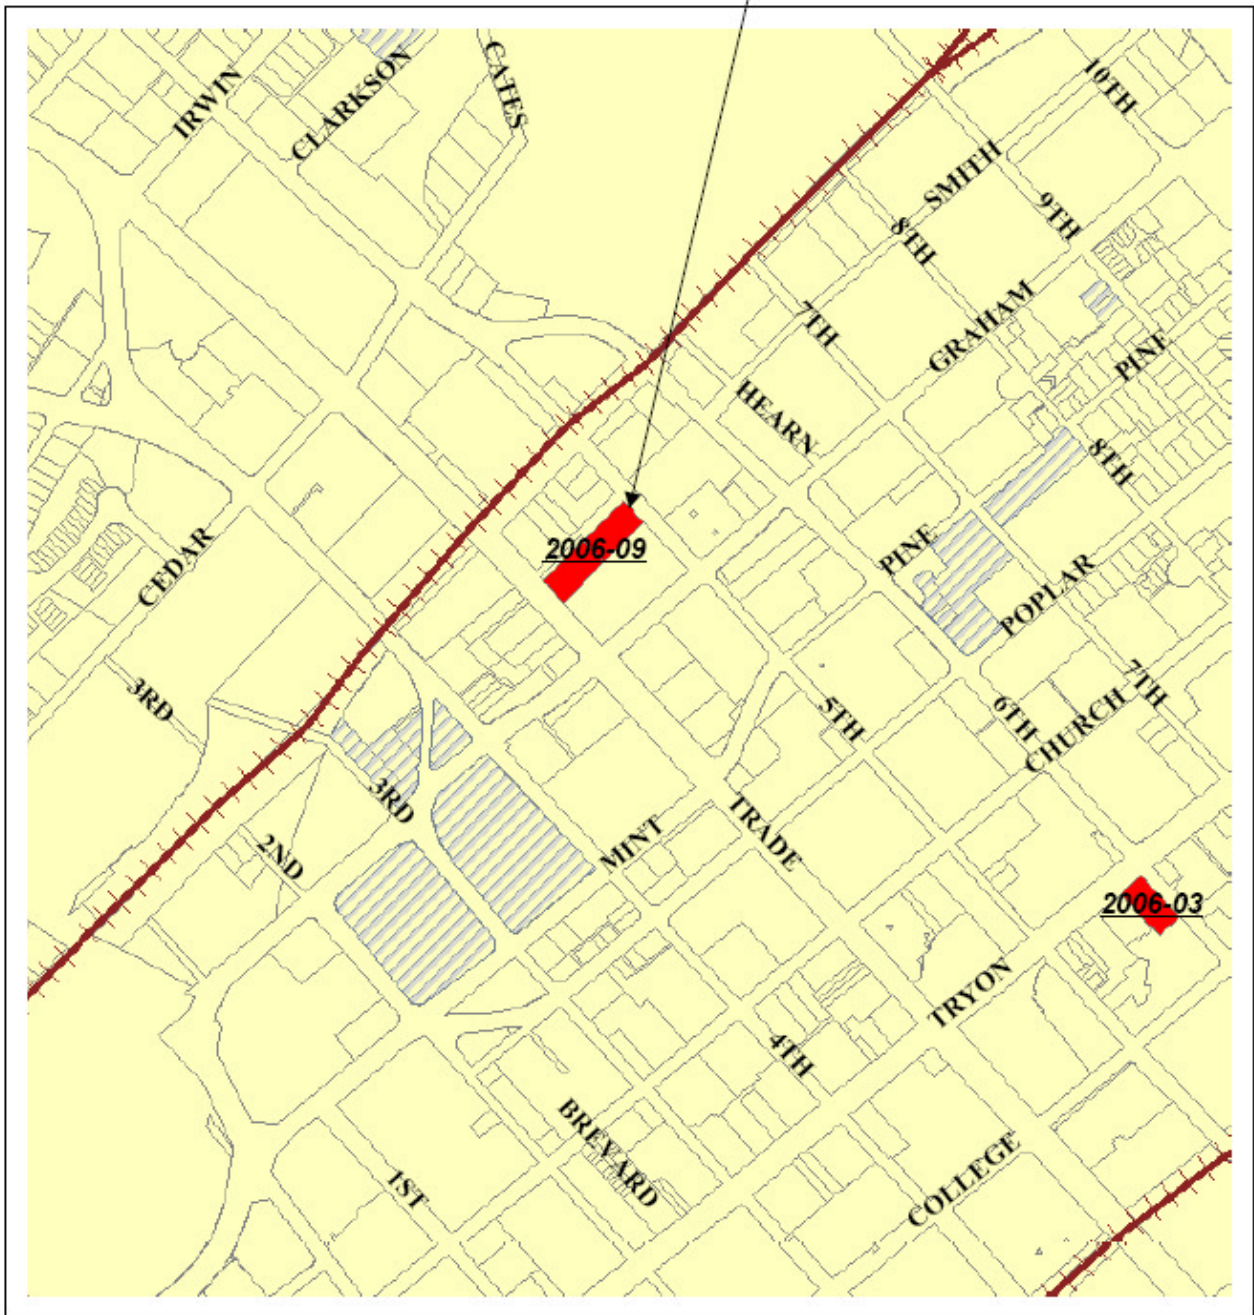 IRWIN
CLARKSON
CATES
10TH
SMITH
9TH
8TH
7TH
GRAHAM
PINE
HEARN
8TH
2006-09
PINE
CEDAR
POPLAR
3RD
5TH
6TH
7TH
CHURCH
3RD
TRADE
MINT
2ND
2006-03
TRYON
4TH
BREVARD
COLLEGE
1ST